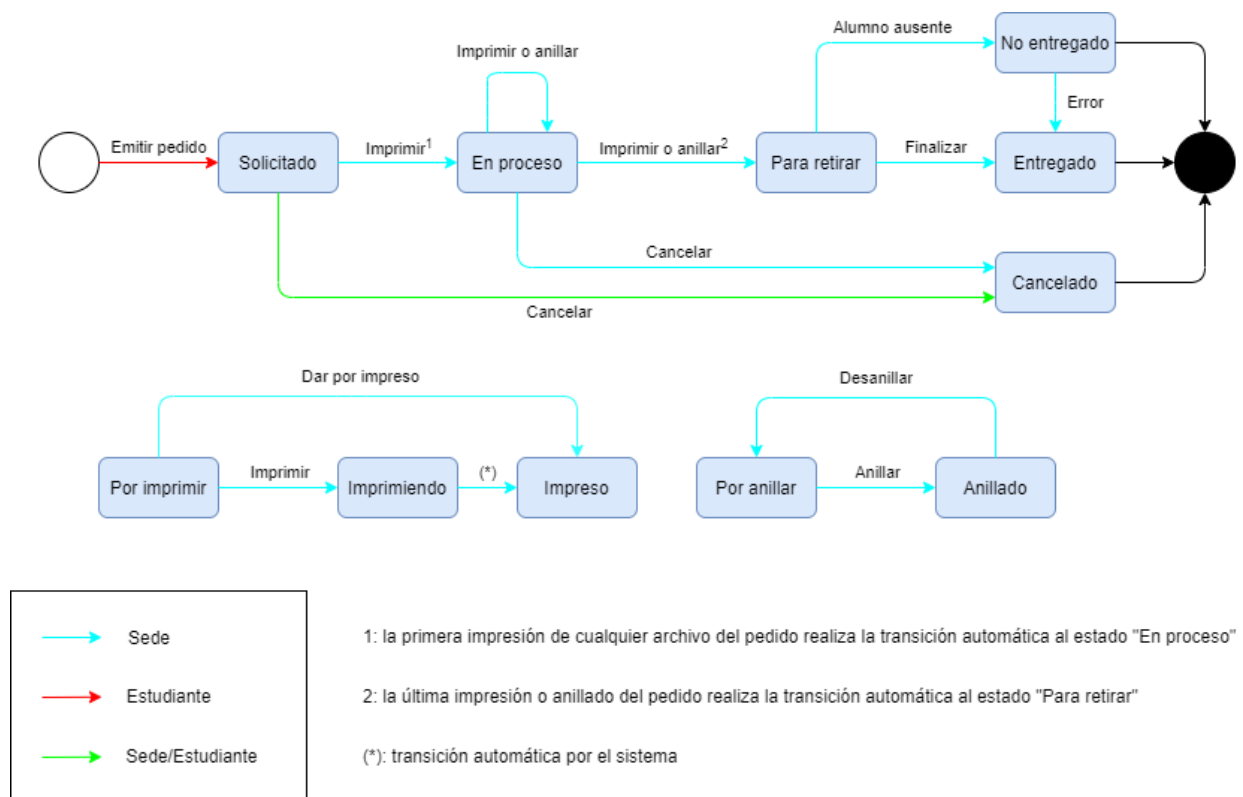 Alumno ausente
No entregado
Imprimir o anillar
Error
Emitir pedido
Solicitado
Imprimir¹
En proceso
Imprimir o anillar²
Para retirar
Finalizar
Entregado
Cancelar
Cancelado
Cancelar
Dar por impreso
Desanillar
Por imprimir
Imprimir
Imprimiendo
(*)
Impreso
Por anillar
Anillar
Anillado
Sede
1: la primera impresión de cualquier archivo del pedido realiza la transición automática al estado "En proceso"
Estudiante
2: la última impresión o anillado del pedido realiza la transición automática al estado "Para retirar"
Sede/Estudiante
(*): transición automática por el sistema